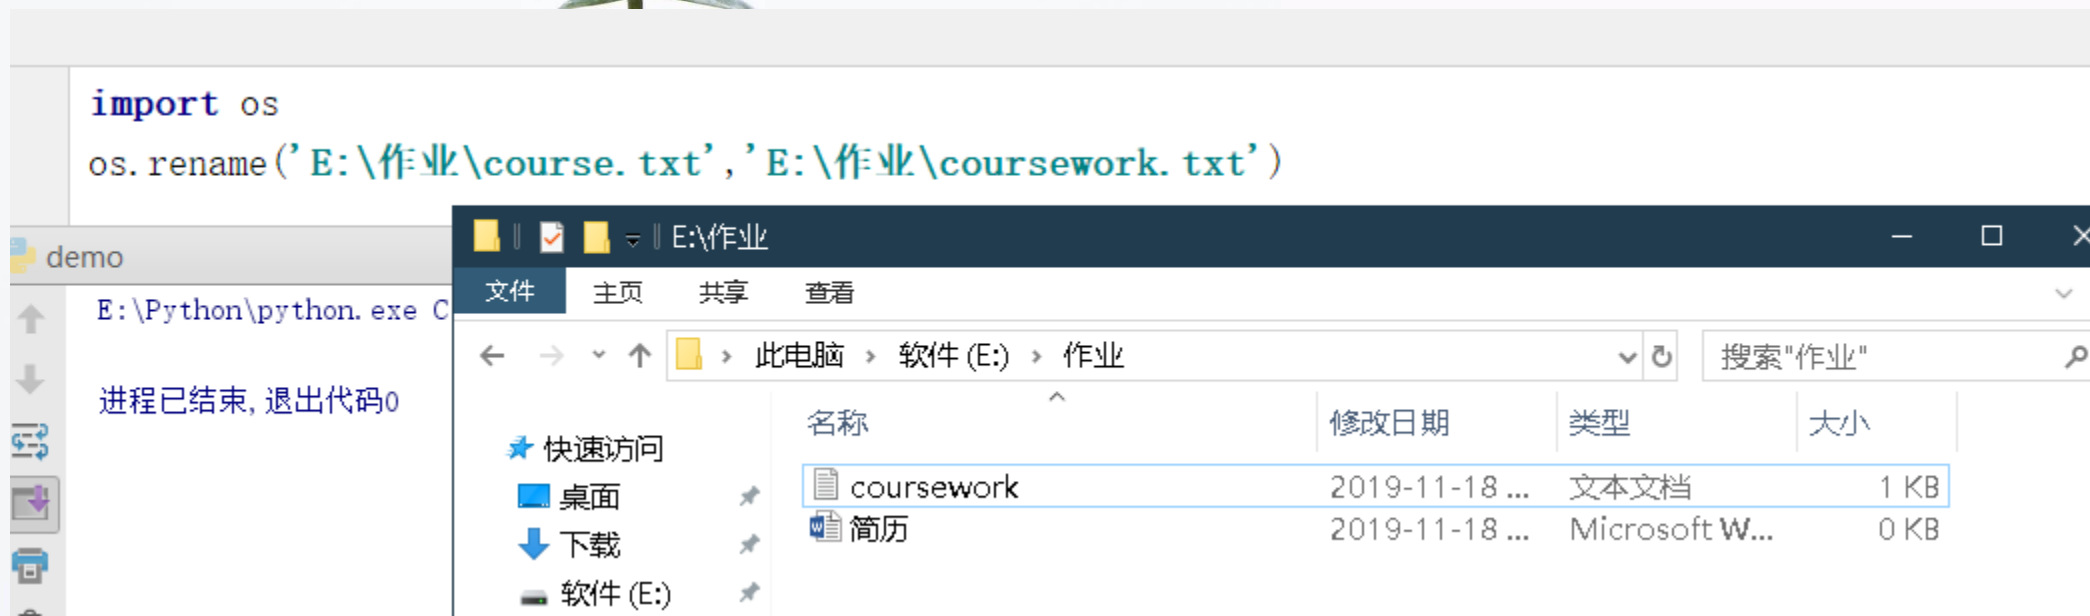 import os
os.rename('E:\作业\course.txt','E:\作业\coursework.txt')
demo
E:\Python\python.exe C
进程已结束,退出代码0
E:\作业
文件 主页 共享 查看
此电脑 › 软件 (E:) › 作业
搜索"作业"
名称 修改日期 类型 大小
快速访问
桌面
下载
软件 (E:)
coursework 2019-11-18 ... 文本文档 1 KB
简历 2019-11-18 ... Microsoft W... 0 KB